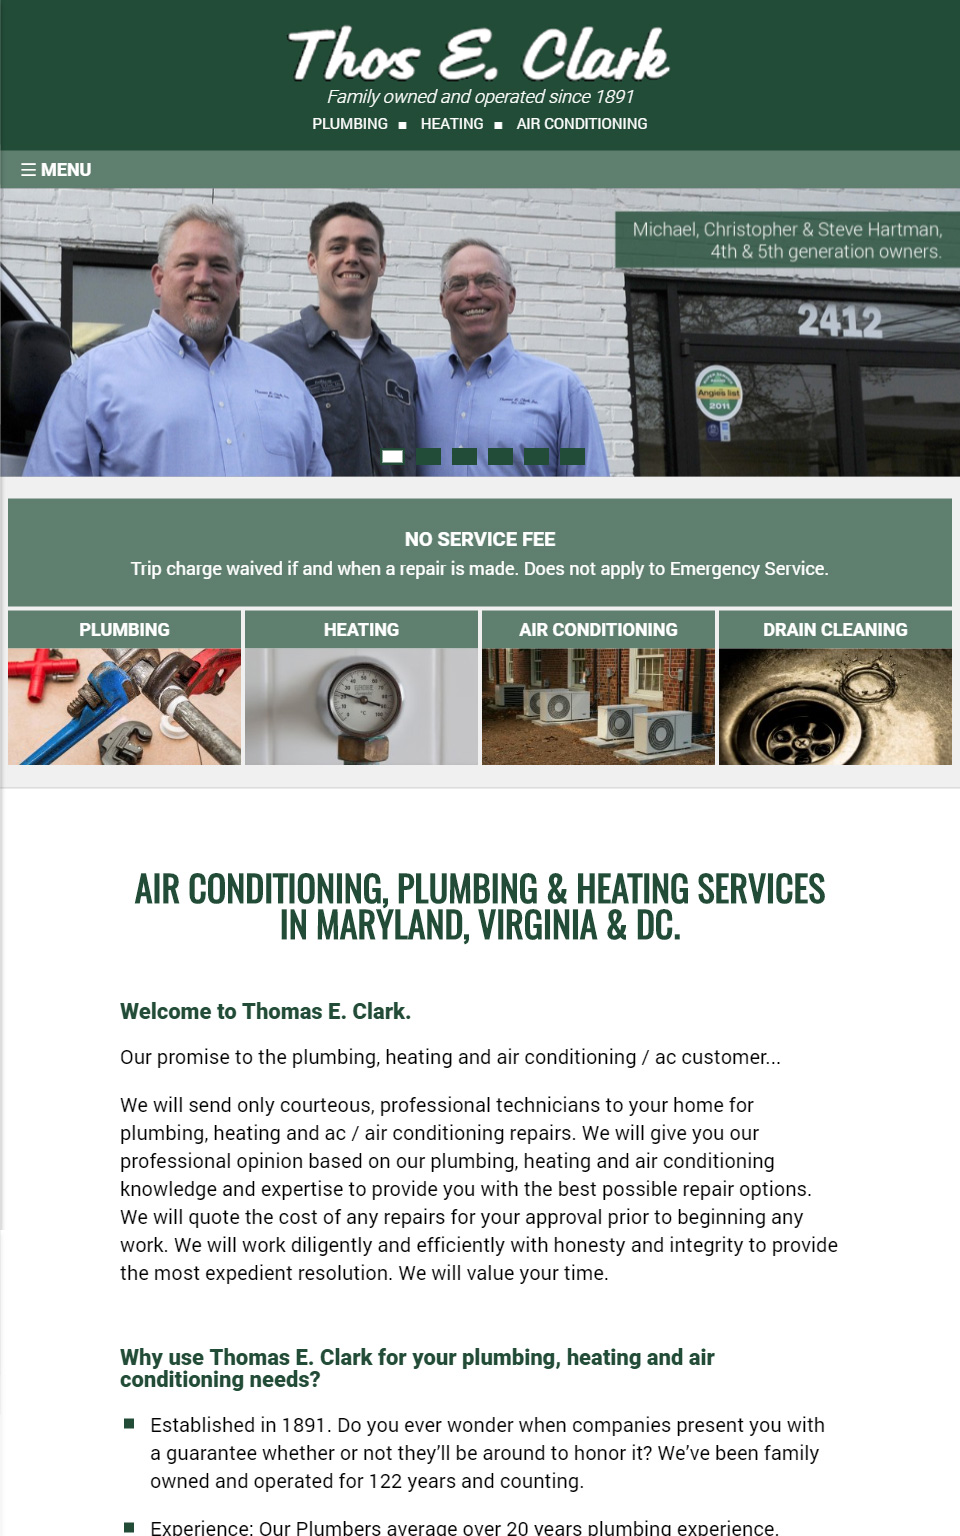 Thos E. Clark
Family owned and operated since 1891
PLUMBING ■ HEATING ■ AIR CONDITIONING
☰ MENU
Michael, Christopher & Steve Hartman,
4th & 5th generation owners.
2412
Angie's list
2011
NO SERVICE FEE
Trip charge waived if and when a repair is made. Does not apply to Emergency Service.
PLUMBING
HEATING
AIR CONDITIONING
DRAIN CLEANING
AIR CONDITIONING, PLUMBING & HEATING SERVICES
IN MARYLAND, VIRGINIA & DC.
Welcome to Thomas E. Clark.
Our promise to the plumbing, heating and air conditioning / ac customer...
We will send only courteous, professional technicians to your home for
plumbing, heating and ac / air conditioning repairs. We will give you our
professional opinion based on our plumbing, heating and air conditioning
knowledge and expertise to provide you with the best possible repair options.
We will quote the cost of any repairs for your approval prior to beginning any
work. We will work diligently and efficiently with honesty and integrity to provide
the most expedient resolution. We will value your time.
Why use Thomas E. Clark for your plumbing, heating and air
conditioning needs?
■ Established in 1891. Do you ever wonder when companies present you with
a guarantee whether or not they’ll be around to honor it? We’ve been family
owned and operated for 122 years and counting.
■ Experience: Our Plumbers average over 20 years plumbing experience.